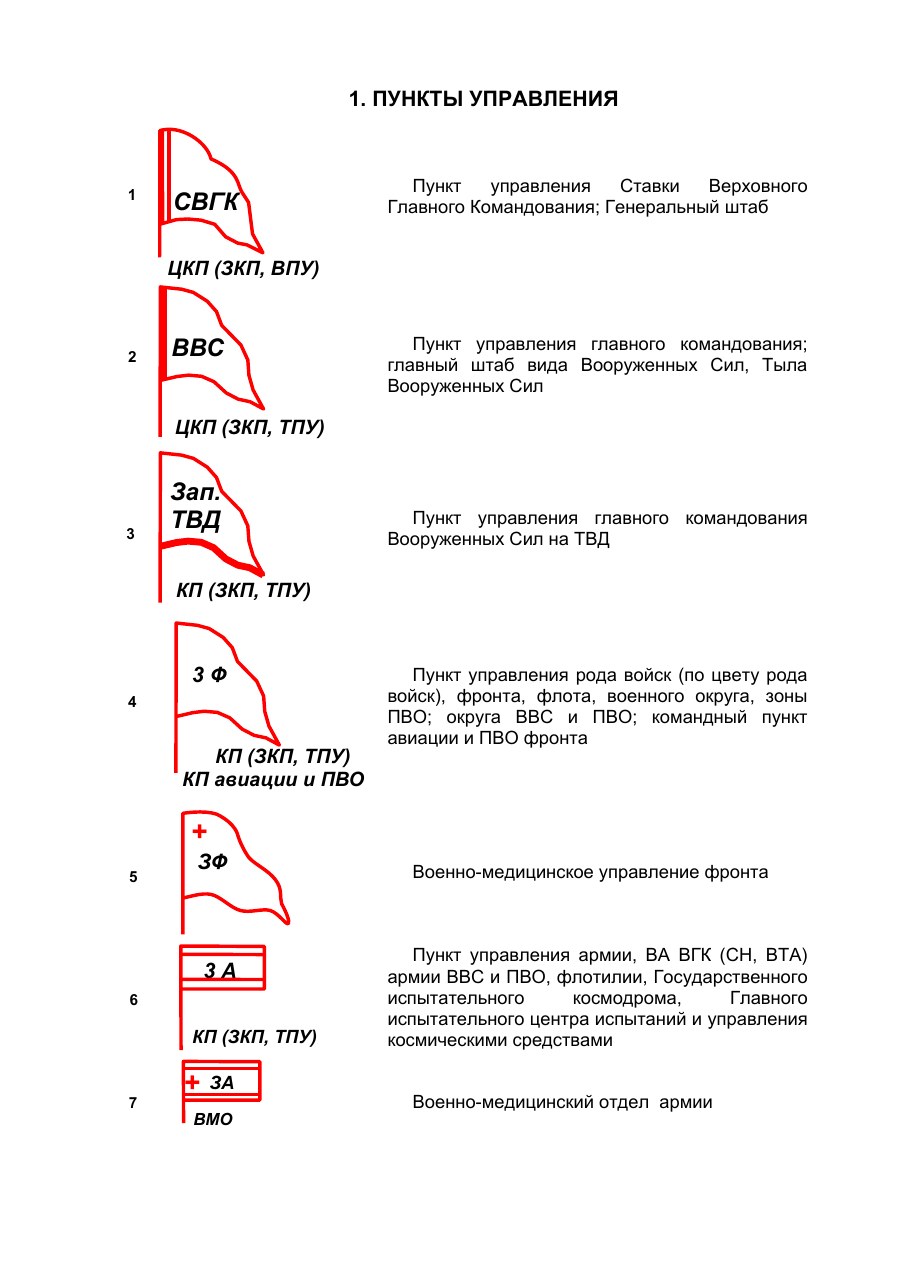 1. ПУНКТЫ УПРАВЛЕНИЯ
1
СВГК
ЦКП (ЗКП, ВПУ)
Пункт управления Ставки Верховного
Главного Командования; Генеральный штаб
2
ВВС
ЦКП (ЗКП, ТПУ)
Пункт управления главного командования;
главный штаб вида Вооруженных Сил, Тыла
Вооруженных Сил
3
Зап.
ТВД
КП (ЗКП, ТПУ)
Пункт управления главного командования
Вооруженных Сил на ТВД
4
3 Ф
КП (ЗКП, ТПУ)
КП авиации и ПВО
Пункт управления рода войск (по цвету рода
войск), фронта, флота, военного округа, зоны
ПВО; округа ВВС и ПВО; командный пункт
авиации и ПВО фронта
5
+
3Ф
Военно-медицинское управление фронта
6
3 А
КП (ЗКП, ТПУ)
Пункт управления армии, ВА ВГК (СН, ВТА)
армии ВВС и ПВО, флотилии, Государственного
испытательного космодрома, Главного
испытательного центра испытаний и управления
космическими средствами
7
+ 3А
ВМО
Военно-медицинский отдел армии